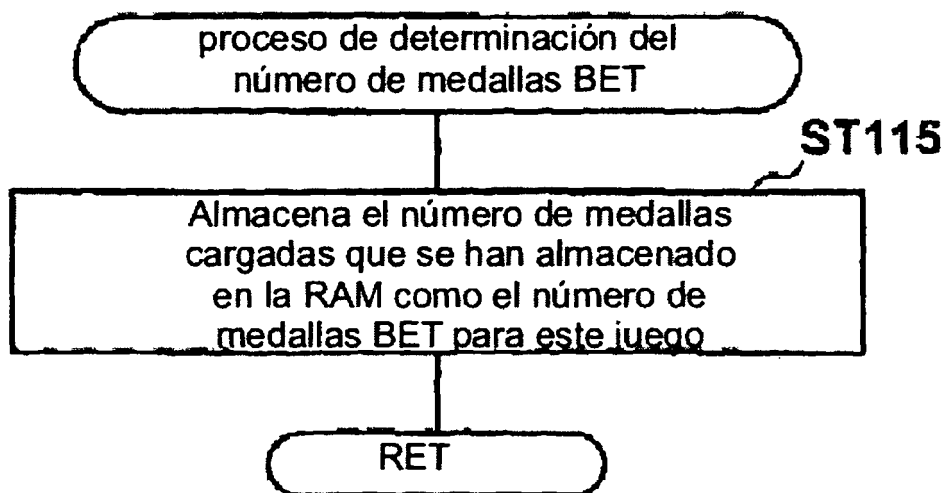 proceso de determinación del
número de medallas BET
ST115
Almacena el número de medallas
cargadas que se han almacenado
en la RAM como el número de
medallas BET para este juego
RET